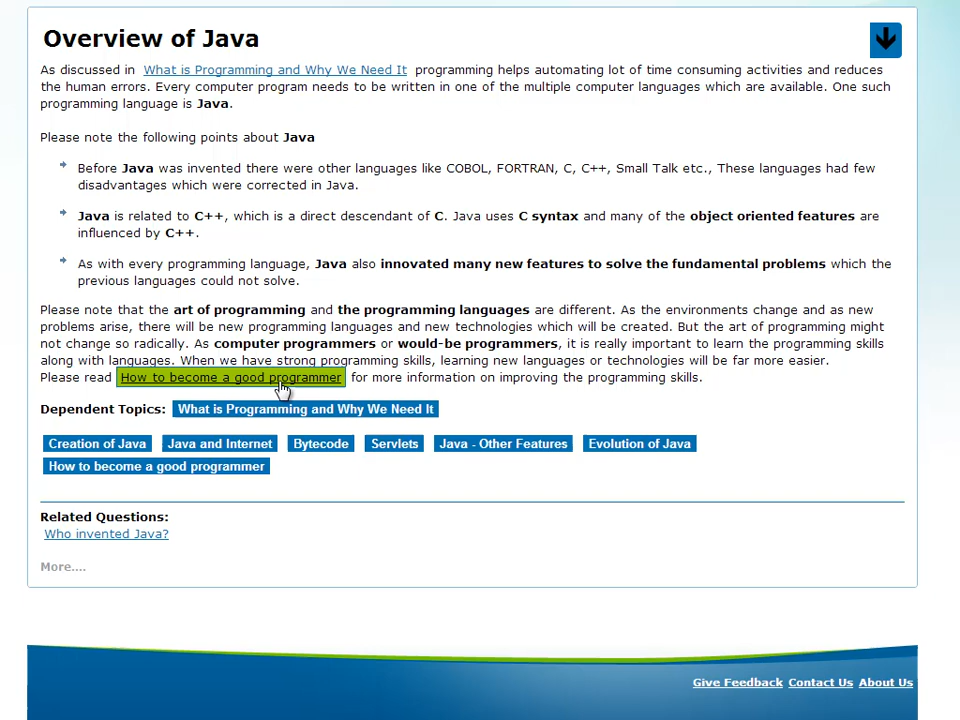 Overview of Java
As discussed in What is Programming and Why We Need It programming helps automating lot of time consuming activities and reduces
the human errors. Every computer program needs to be written in one of the multiple computer languages which are available. One such
programming language is Java.
Please note the following points about Java
Before Java was invented there were other languages like COBOL, FORTRAN, C, C++, Small Talk etc., These languages had few
disadvantages which were corrected in Java.
Java is related to C++, which is a direct descendant of C. Java uses C syntax and many of the object oriented features are
influenced by C++.
As with every programming language, Java also innovated many new features to solve the fundamental problems which the
previous languages could not solve.
Please note that the art of programming and the programming languages are different. As the environments change and as new
problems arise, there will be new programming languages and new technologies which will be created. But the art of programming might
not change so radically. As computer programmers or would-be programmers, it is really important to learn the programming skills
along with languages. When we have strong programming skills, learning new languages or technologies will be far more easier.
Please read How to become a good programmer for more information on improving the programming skills.
Dependent Topics: What is Programming and Why We Need It
Creation of Java Java and Internet Bytecode Servlets Java - Other Features Evolution of Java
How to become a good programmer
Related Questions:
Who invented Java?
More....
Give Feedback Contact Us About Us